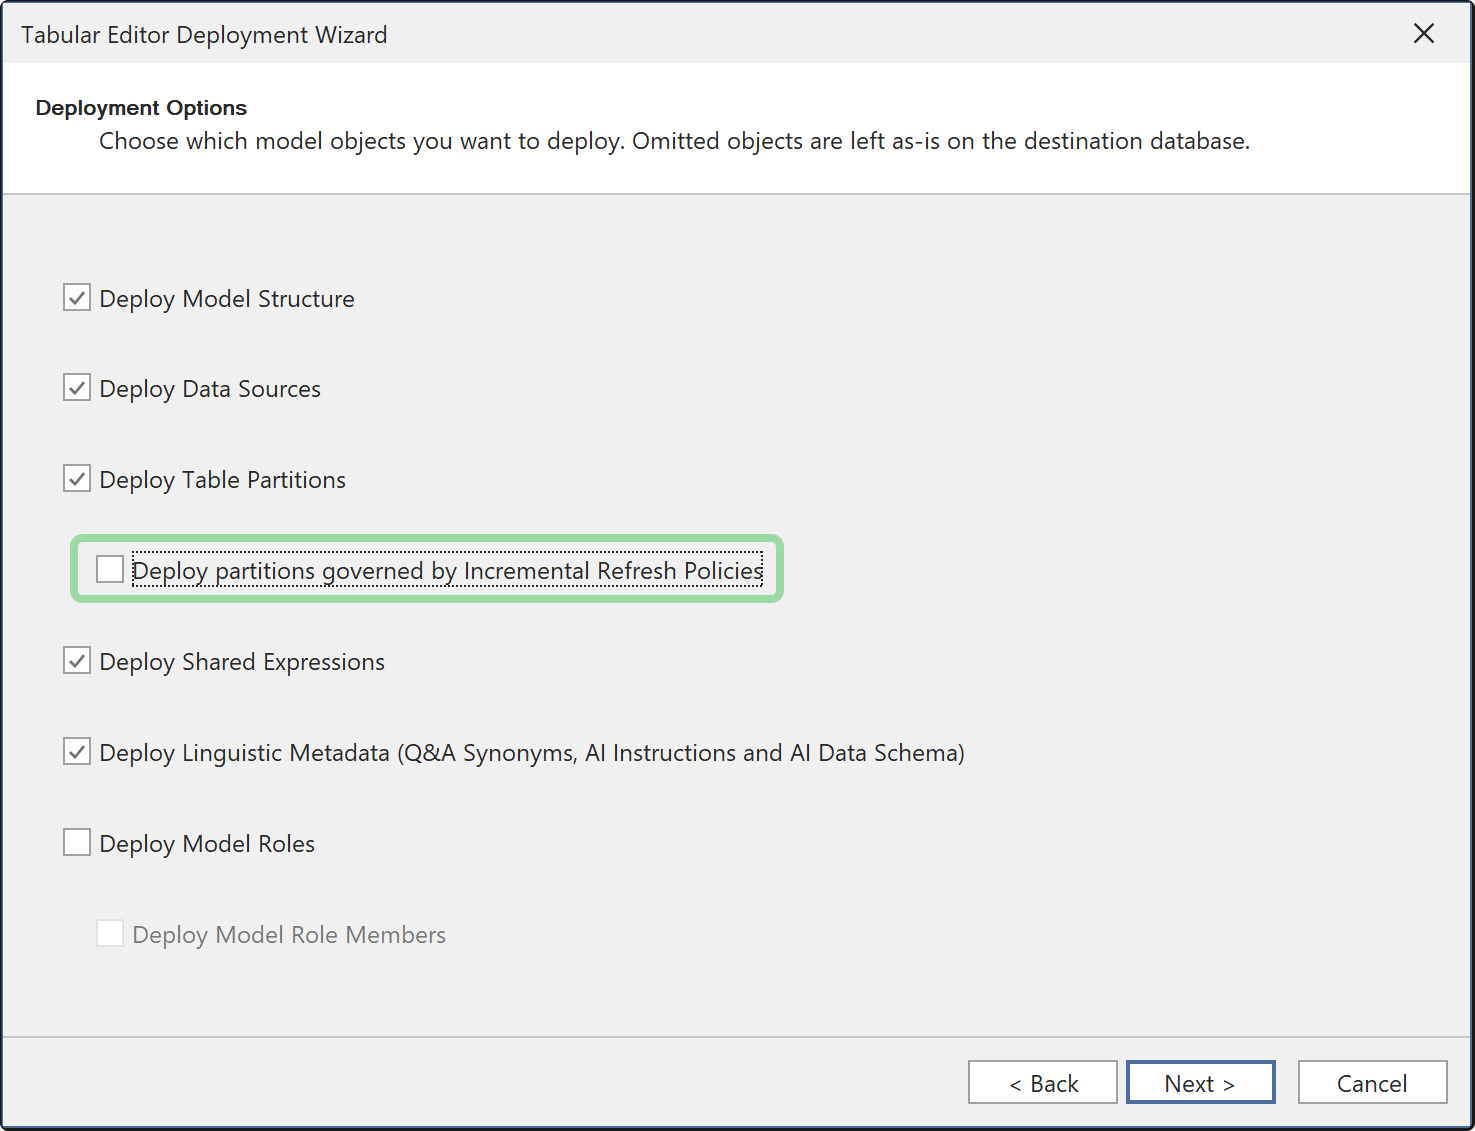 Tabular Editor Deployment Wizard
Deployment Options
Choose which model objects you want to deploy. Omitted objects are left as-is on the destination database.
Deploy Model Structure
Deploy Data Sources
Deploy Table Partitions
Deploy partitions governed by Incremental Refresh Policies
Deploy Shared Expressions
Deploy Linguistic Metadata (Q&A Synonyms, AI Instructions and AI Data Schema)
Deploy Model Roles
Deploy Model Role Members
< Back
Next >
Cancel